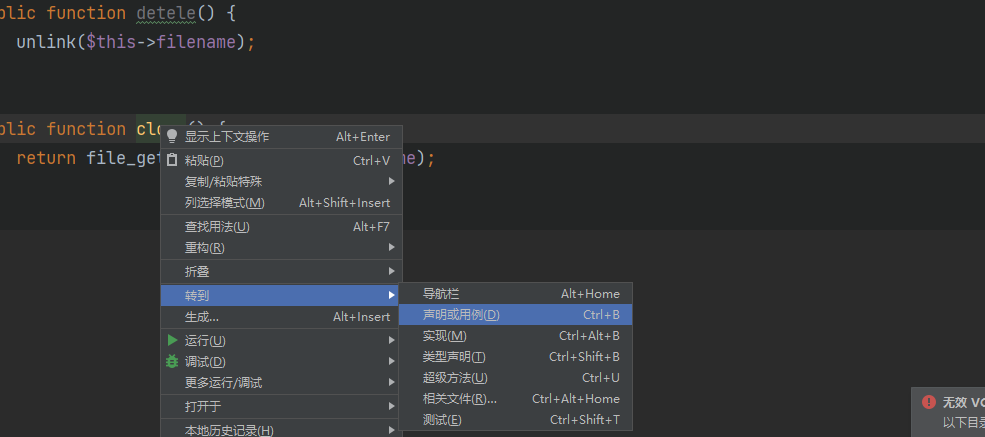 blic function detele() {
unlink($this->filename);
blic function clo () {
return file_get e);
显示上下文操作 Alt+Enter
粘贴(P) Ctrl+V
复制/粘贴特殊
列选择模式(M) Alt+Shift+Insert
查找用法(U) Alt+F7
重构(R)
折叠
转到
生成... Alt+Insert
运行(U)
调试(D)
更多运行/调试
打开于
本地历史记录(H)
导航栏 Alt+Home
声明或用例(D) Ctrl+B
实现(M) Ctrl+Alt+B
类型声明(T) Ctrl+Shift+B
超级方法(U) Ctrl+U
相关文件(R)... Ctrl+Alt+Home
测试(E) Ctrl+Shift+T
无效 VC
以下目录